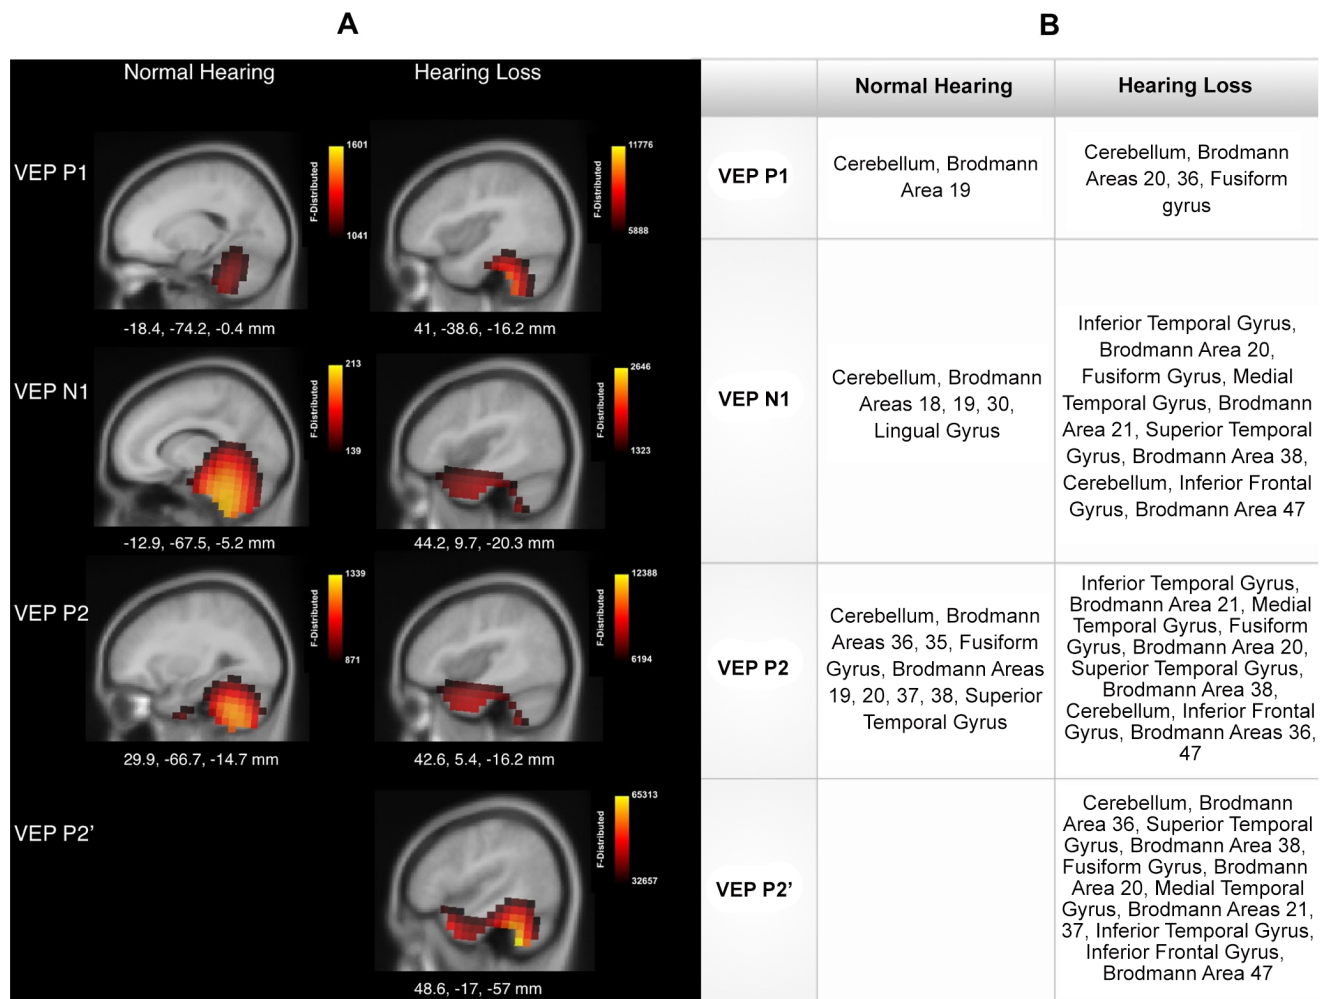 A
B
Normal Hearing
Hearing Loss
VEP P1
1601
F-Distributed
1041
11776
F-Distributed
5888
-18.4, -74.2, -0.4 mm
41, -38.6, -16.2 mm
VEP N1
213
F-Distributed
139
2646
F-Distributed
1323
-12.9, -67.5, -5.2 mm
44.2, 9.7, -20.3 mm
VEP P2
1339
F-Distributed
871
12388
F-Distributed
6194
29.9, -66.7, -14.7 mm
42.6, 5.4, -16.2 mm
VEP P2’
65313
F-Distributed
32657
48.6, -17, -57 mm
Normal Hearing
Hearing Loss
VEP P1
Cerebellum, Brodmann
Area 19
Cerebellum, Brodmann
Areas 20, 36, Fusiform
gyrus
VEP N1
Cerebellum, Brodmann
Areas 18, 19, 30,
Lingual Gyrus
Inferior Temporal Gyrus,
Brodmann Area 20,
Fusiform Gyrus, Medial
Temporal Gyrus, Brodmann
Area 21, Superior Temporal
Gyrus, Brodmann Area 38,
Cerebellum, Inferior Frontal
Gyrus, Brodmann Area 47
VEP P2
Cerebellum, Brodmann
Areas 36, 35, Fusiform
Gyrus, Brodmann Areas
19, 20, 37, 38, Superior
Temporal Gyrus
Inferior Temporal Gyrus,
Brodmann Area 21, Medial
Temporal Gyrus, Fusiform
Gyrus, Brodmann Area 20,
Superior Temporal Gyrus,
Brodmann Area 38,
Cerebellum, Inferior Frontal
Gyrus, Brodmann Areas 36,
47
VEP P2’
Cerebellum, Brodmann
Area 36, Superior Temporal
Gyrus, Brodmann Area 38,
Fusiform Gyrus, Brodmann
Area 20, Medial Temporal
Gyrus, Brodmann Areas 21,
37, Inferior Temporal Gyrus,
Inferior Frontal Gyrus,
Brodmann Area 47